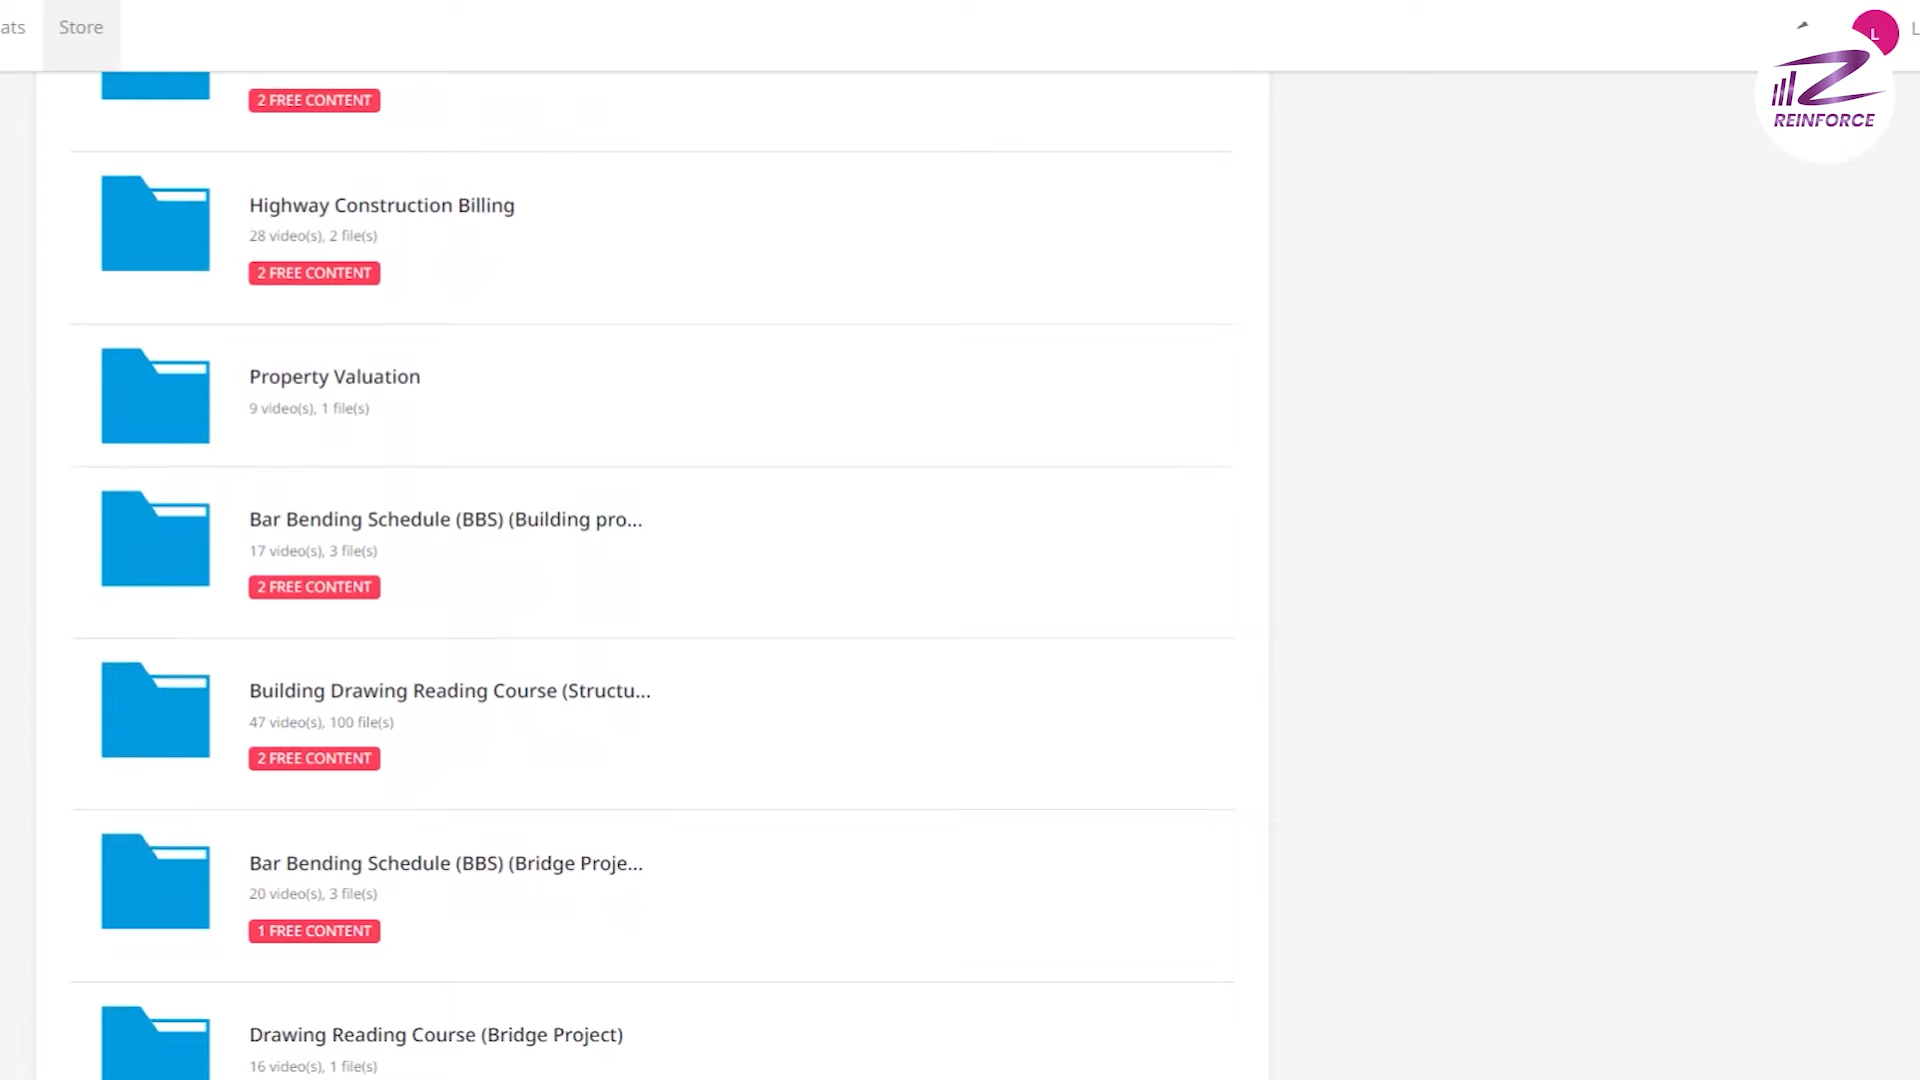 ats
Store
L
L
REINFORCE
2 FREE CONTENT
Highway Construction Billing
28 video(s), 2 file(s)
2 FREE CONTENT
Property Valuation
9 video(s), 1 file(s)
Bar Bending Schedule (BBS) (Building pro...
17 video(s), 3 file(s)
2 FREE CONTENT
Building Drawing Reading Course (Structu...
47 video(s), 100 file(s)
2 FREE CONTENT
Bar Bending Schedule (BBS) (Bridge Proje...
20 video(s), 3 file(s)
1 FREE CONTENT
Drawing Reading Course (Bridge Project)
16 video(s), 1 file(s)